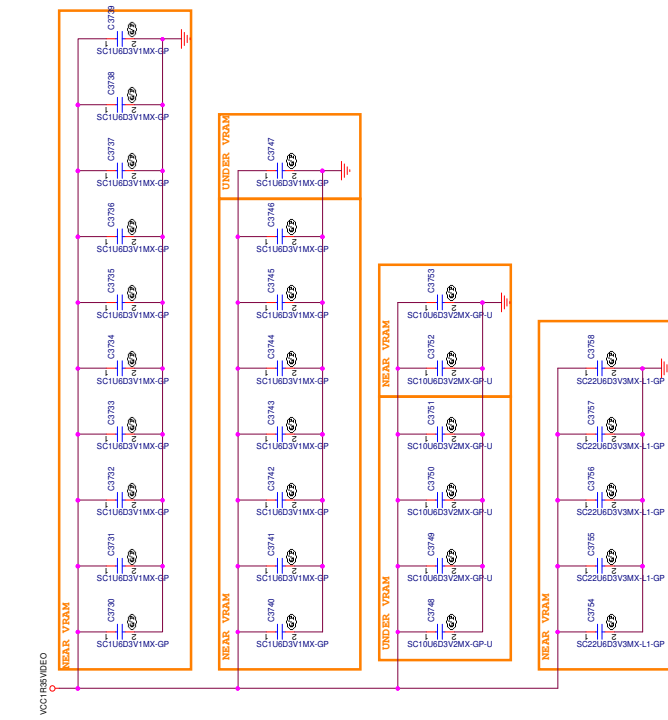 C3739
SC1U6D3V1MX-GP
C3738
SC1U6D3V1MX-GP
C3737
SC1U6D3V1MX-GP
C3736
SC1U6D3V1MX-GP
C3735
SC1U6D3V1MX-GP
C3734
SC1U6D3V1MX-GP
C3733
SC1U6D3V1MX-GP
C3732
SC1U6D3V1MX-GP
C3731
SC1U6D3V1MX-GP
C3730
SC1U6D3V1MX-GP
NEAR VRAM
UNDER VRAM
C3747
SC1U6D3V1MX-GP
C3746
SC1U6D3V1MX-GP
C3745
SC1U6D3V1MX-GP
C3744
SC1U6D3V1MX-GP
C3743
SC1U6D3V1MX-GP
C3742
SC1U6D3V1MX-GP
C3741
SC1U6D3V1MX-GP
C3740
SC1U6D3V1MX-GP
NEAR VRAM
C3753
SC10U6D3V2MX-GP-U
C3752
SC10U6D3V2MX-GP-U
NEAR VRAM
C3751
SC10U6D3V2MX-GP-U
C3750
SC10U6D3V2MX-GP-U
C3749
SC10U6D3V2MX-GP-U
C3748
SC10U6D3V2MX-GP-U
UNDER VRAM
C3758
SC22U6D3V3MX-L1-GP
C3757
SC22U6D3V3MX-L1-GP
C3756
SC22U6D3V3MX-L1-GP
C3755
SC22U6D3V3MX-L1-GP
C3754
SC22U6D3V3MX-L1-GP
NEAR VRAM
VCC1R35VIDEO